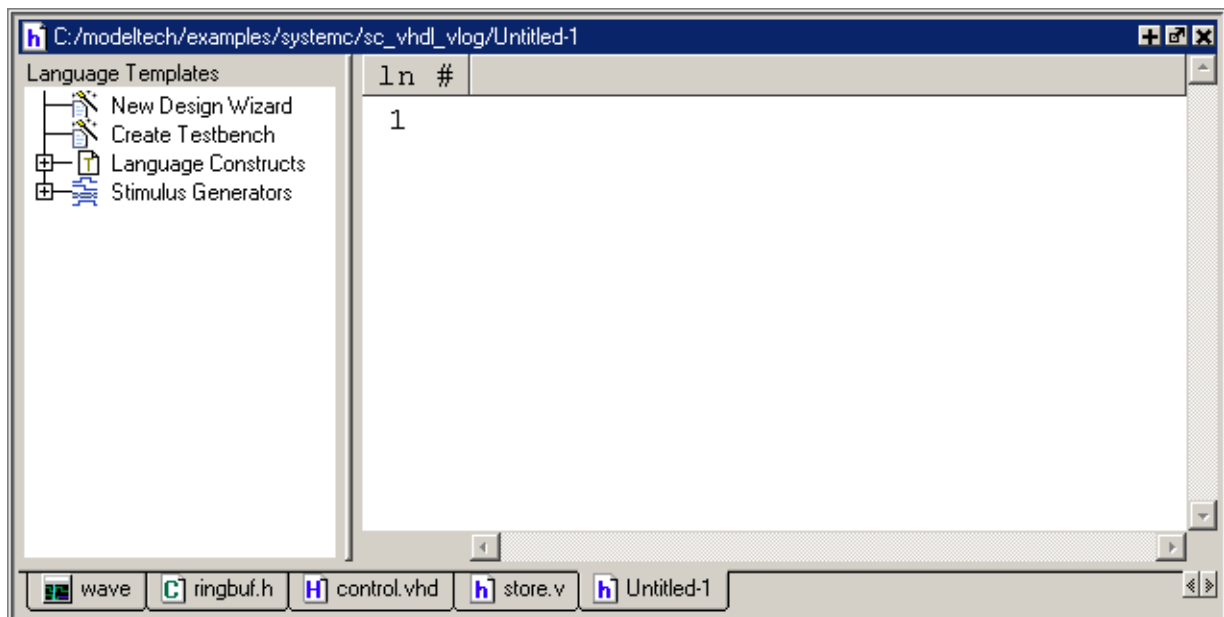 C:/modeltech/examples/systemc/sc_vhdl_vlog/Untitled-1
Language Templates
New Design Wizard
Create Testbench
Language Constructs
Stimulus Generators
ln #
1
wave
ringbuf.h
control.vhd
store.v
Untitled-1